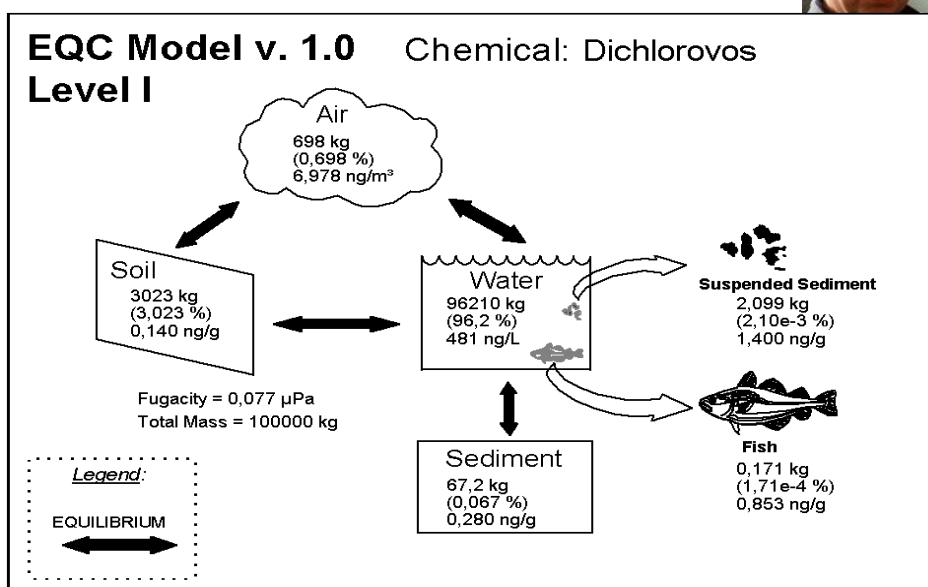 EQC Model v. 1.0 Chemical: Dichlorovos
Level I
Air
698 kg
(0,698 %)
6,978 ng/m³
Soil
3023 kg
(3,023 %)
0,140 ng/g
Water
96210 kg
(96,2 %)
481 ng/L
Suspended Sediment
2,099 kg
(2,10e-3 %)
1,400 ng/g
Fugacity = 0,077 µPa
Total Mass = 100000 kg
Fish
0,171 kg
(1,71e-4 %)
0,853 ng/g
Sediment
67,2 kg
(0,067 %)
0,280 ng/g
Legend:
EQUILIBRIUM